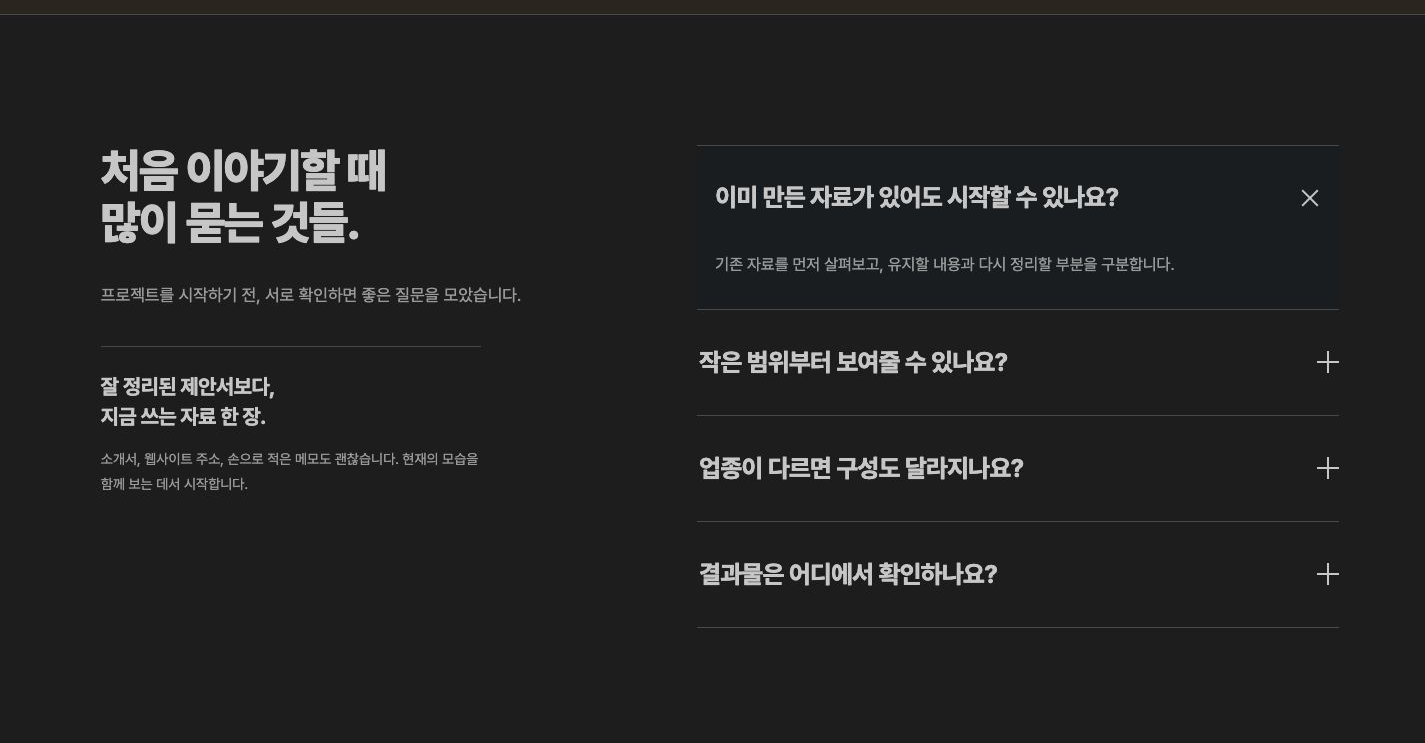 처음 이야기할 때
많이 묻는 것들.
프로젝트를 시작하기 전, 서로 확인하면 좋은 질문을 모았습니다.
잘 정리된 제안서보다,
지금 쓰는 자료 한 장.
소개서, 웹사이트 주소, 손으로 적은 메모도 괜찮습니다. 현재의 모습을
함께 보는 데서 시작합니다.
이미 만든 자료가 있어도 시작할 수 있나요?
기존 자료를 먼저 살펴보고, 유지할 내용과 다시 정리할 부분을 구분합니다.
작은 범위부터 보여줄 수 있나요?
업종이 다르면 구성도 달라지나요?
결과물은 어디에서 확인하나요?